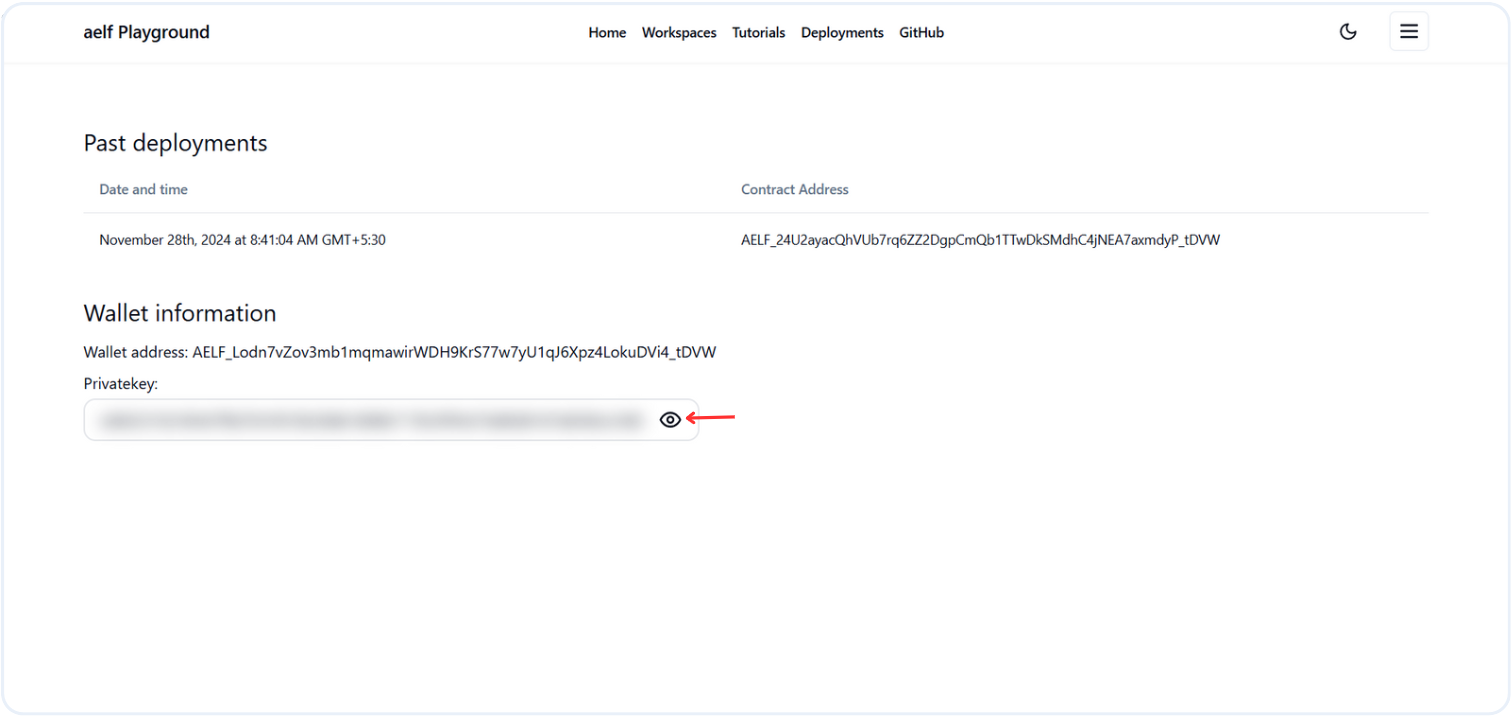 aelf Playground
Home Workspaces Tutorials Deployments GitHub
Past deployments
Date and time Contract Address
November 28th, 2024 at 8:41:04 AM GMT+5:30 AELF_24U2ayacQhVUb7rq6ZZ2DgpCmQb1TTwDkSMdhC4jNEA7axmdyP_tDVW
Wallet information
Wallet address: AELF_Lodn7vZov3mb1mqmawirWDH9KrS77w7yU1qJ6Xpz4LokuDVi4_tDVW
Privatekey: